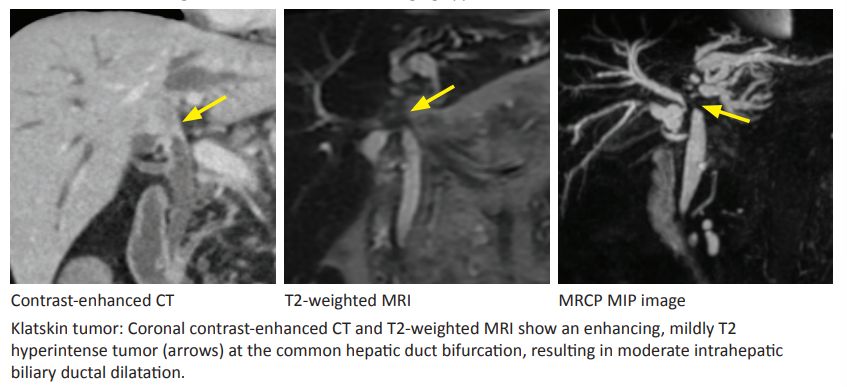 Contrast-enhanced CT
T2-weighted MRI
MRCP MIP image
Klatskin tumor: Coronal contrast-enhanced CT and T2-weighted MRI show an enhancing, mildly T2
hyperintense tumor (arrows) at the common hepatic duct bifurcation, resulting in moderate intrahepatic
biliary ductal dilatation.